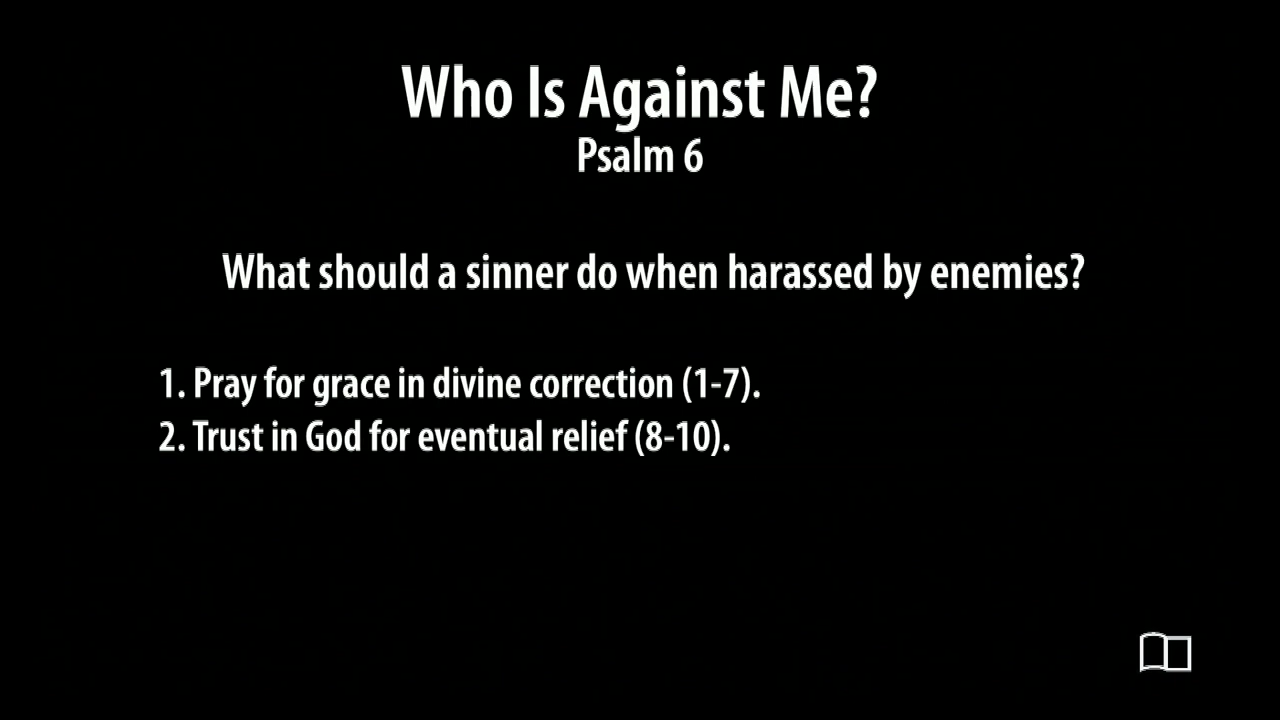 Who Is Against Me?
Psalm 6
What should a sinner do when harassed by enemies?
1. Pray for grace in divine correction (1-7).
2. Trust in God for eventual relief (8-10).